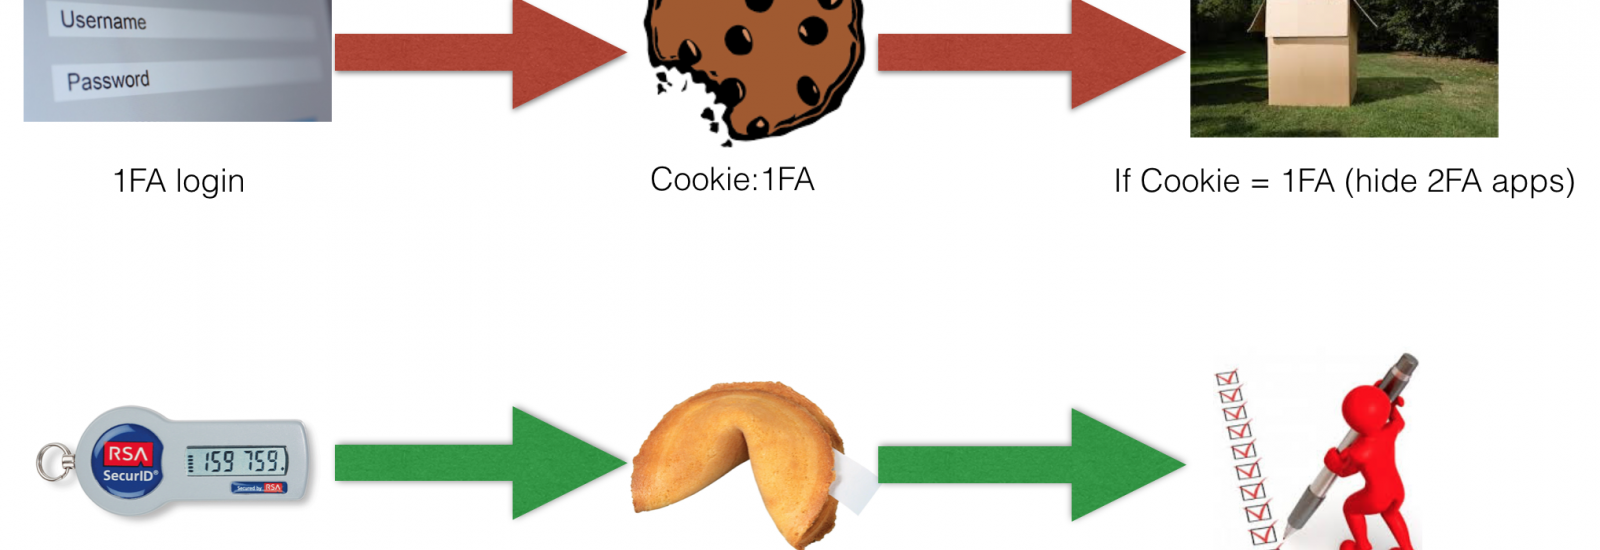 Username
Password
1FA login
Cookie:1FA
If Cookie = 1FA (hide 2FA apps)
RSA
SecurID®
159 759
Secured by RSA